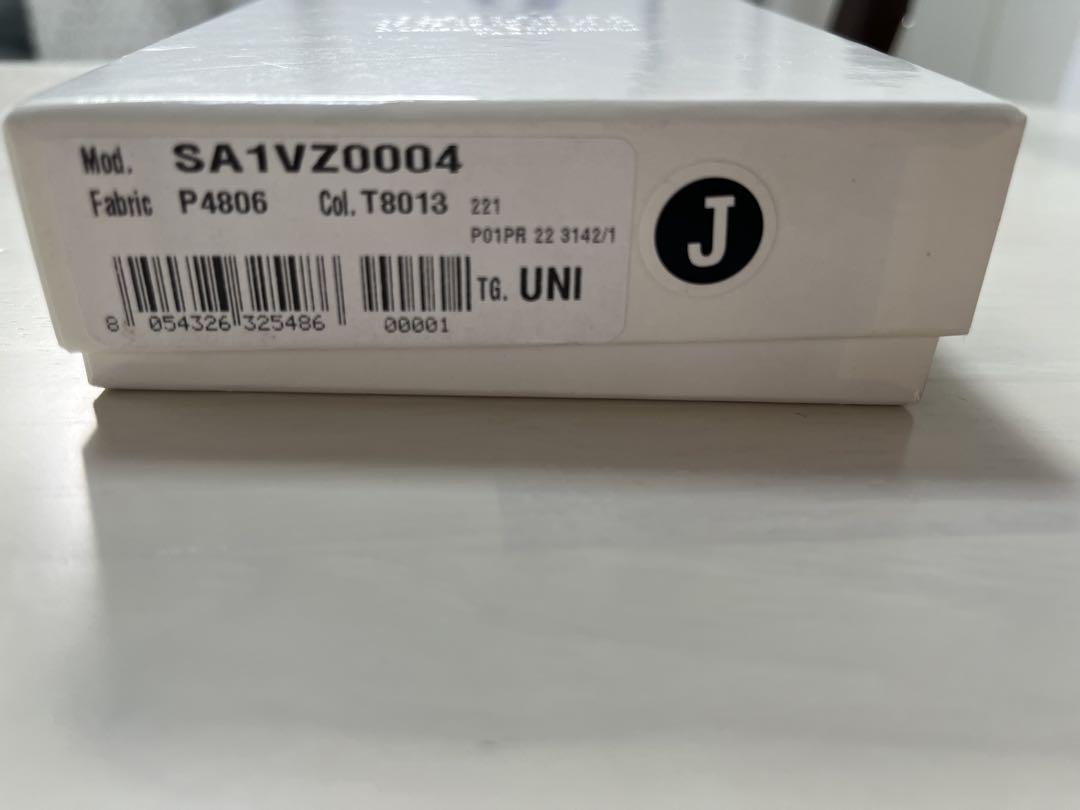 Mod. SA1VZ0004
Fabric P4806 Col. T8013 221
P01PR 22 3142/1
TG. UNI
8 054326 325486 00001
J